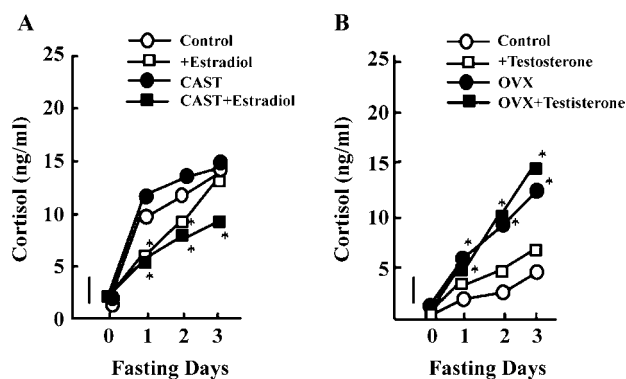 A
Control
+Estradiol
CAST
CAST+Estradiol
Cortisol (ng/ml)
25
20
15
10
5
0
0 1 2 3
Fasting Days
B
Control
+Testosterone
OVX
OVX+Testisterone
Cortisol (ng/ml)
25
20
15
10
5
0 1 2 3
Fasting Days